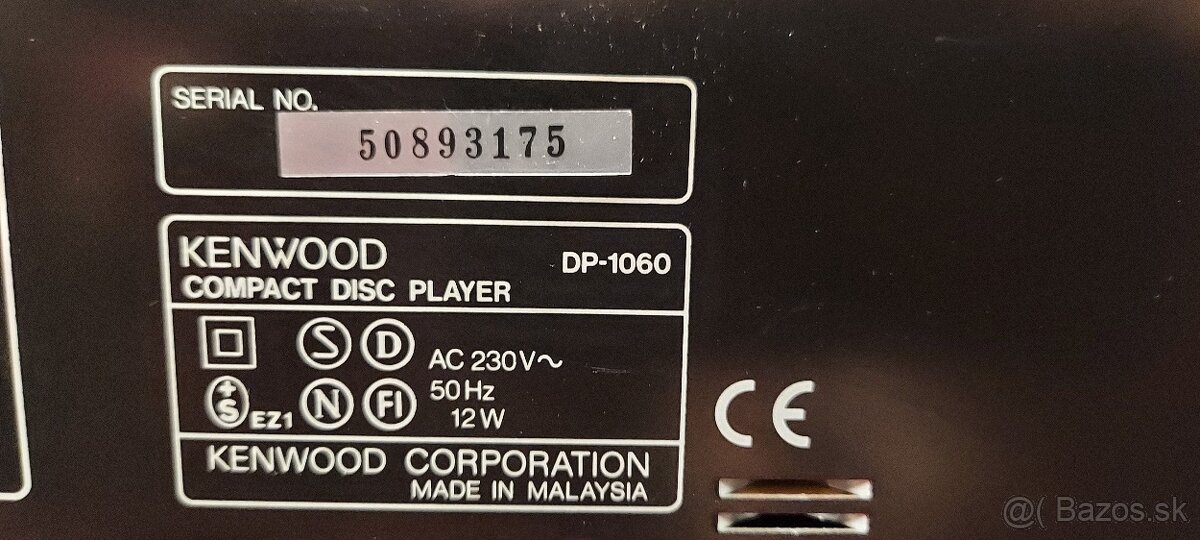 SERIAL NO.
50893175
KENWOOD DP-1060
COMPACT DISC PLAYER
S D AC 230V~
+S EZ1 N FI 50Hz
12W
KENWOOD CORPORATION
MADE IN MALAYSIA
CE
@( Bazos.sk